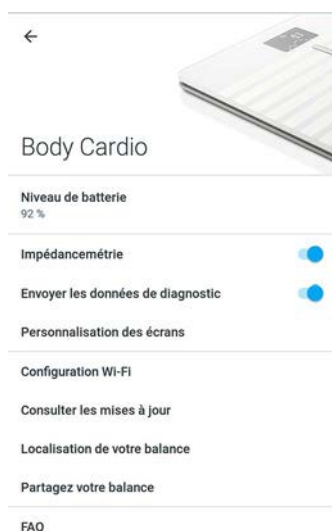 Body Cardio
Niveau de batterie
92 %
Impédancemétrie
Envoyer les données de diagnostic
Personnalisation des écrans
Configuration Wi-Fi
Consulter les mises à jour
Localisation de votre balance
Partagez votre balance
FAQ